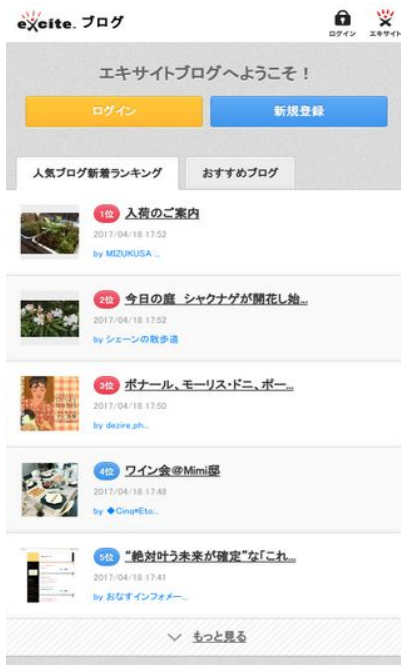 excite. ブログ
ログイン
エキサイト
エキサイトブログへようこそ！
ログイン
新規登録
人気ブログ新着ランキング
おすすめブログ
1位 入荷のご案内
2017/04/18 17:52
by MIZUKUSA ...
2位 今日の庭　シャクナゲが開花し始...
2017/04/18 17:52
by シェーンの散歩道
3位 ボナール、モーリス・ドニ、ボー...
2017/04/18 17:50
by dezire_ph...
4位 ワイン会@Mimi邸
2017/04/18 17:48
by ◆Cinq*Eto...
5位 “絶対叶う未来が確定”な「これ...
2017/04/18 17:41
by おなすインフォメー...
もっと見る